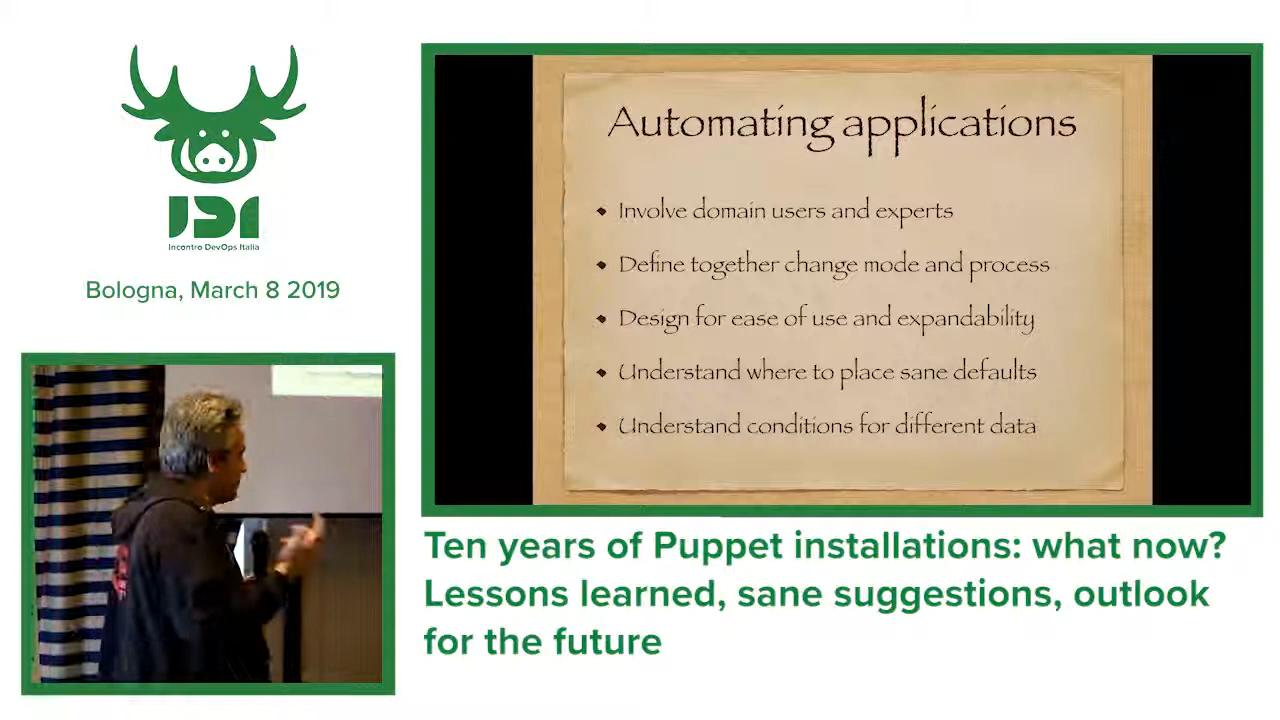 IDI
Incontro DevOps Italia
Bologna, March 8 2019
Automating applications
Involve domain users and experts
Define together change mode and process
Design for ease of use and expandability
Understand where to place sane defaults
Understand conditions for different data
Ten years of Puppet installations: what now?
Lessons learned, sane suggestions, outlook
for the future